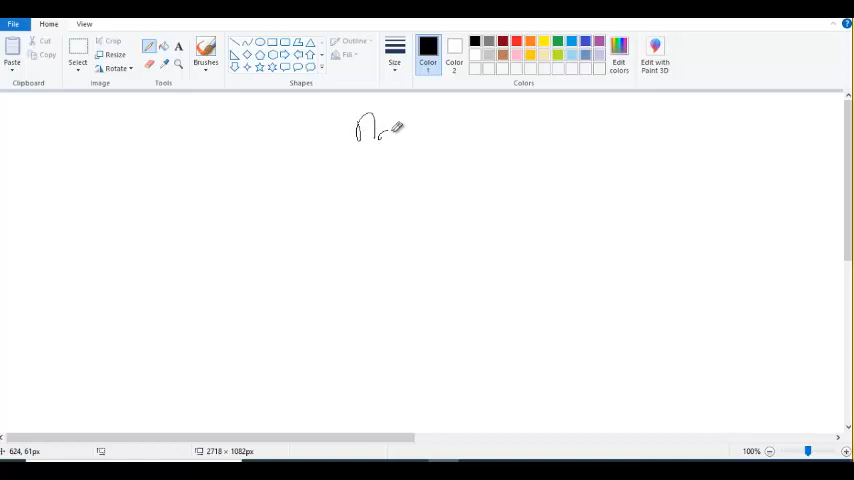 File Home View
Paste Cut Copy Clipboard
Select Crop Resize Rotate Image
A Tools
Brushes
Outline Fill Shapes
Size
Color 1 Color 2 Edit colors Colors
Edit with Paint 3D
624, 61px 2718 × 1082px 100%